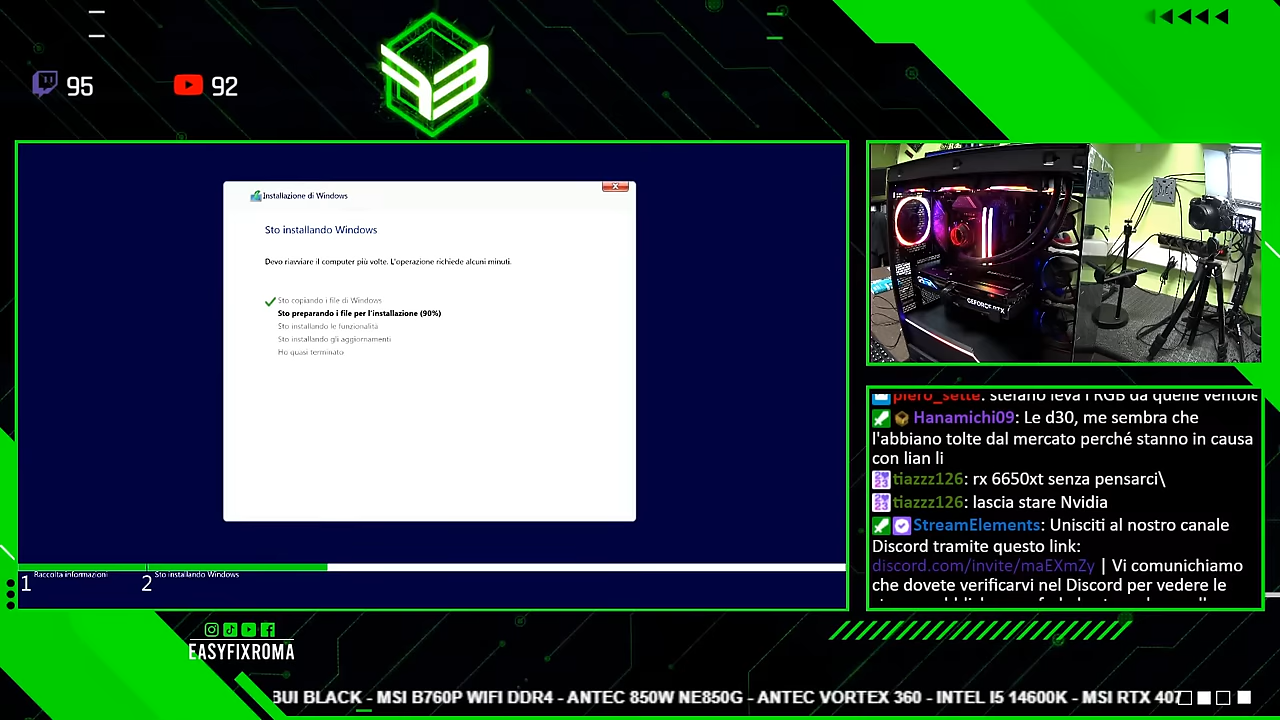 95
92
Installazione di Windows
Sto installando Windows
Devo riavviare il computer più volte. L'operazione richiede alcuni minuti.
Sto copiando i file di Windows
Sto preparando i file per l'installazione (90%)
Sto installando le funzionalità
Sto installando gli aggiornamenti
Ho quasi terminato
1 Raccolta informazioni
2 Sto installando Windows
GEFORCE RTX
piero_sette: stefano leva l RGB da quelle ventole
Hanamichi09: Le d30, me sembra che
l'abbiano tolte dal mercato perché stanno in causa
con lian li
tiazzz126: rx 6650xt senza pensarci\
tiazzz126: lascia stare Nvidia
StreamElements: Unisciti al nostro canale
Discord tramite questo link:
discord.com/invite/maEXmZy | Vi comunichiamo
che dovete verificarvi nel Discord per vedere le
EASYFIXROMA
BUI BLACK - MSI B760P WIFI DDR4 - ANTEC 850W NE850G - ANTEC VORTEX 360 - INTEL I5 14600K - MSI RTX 407